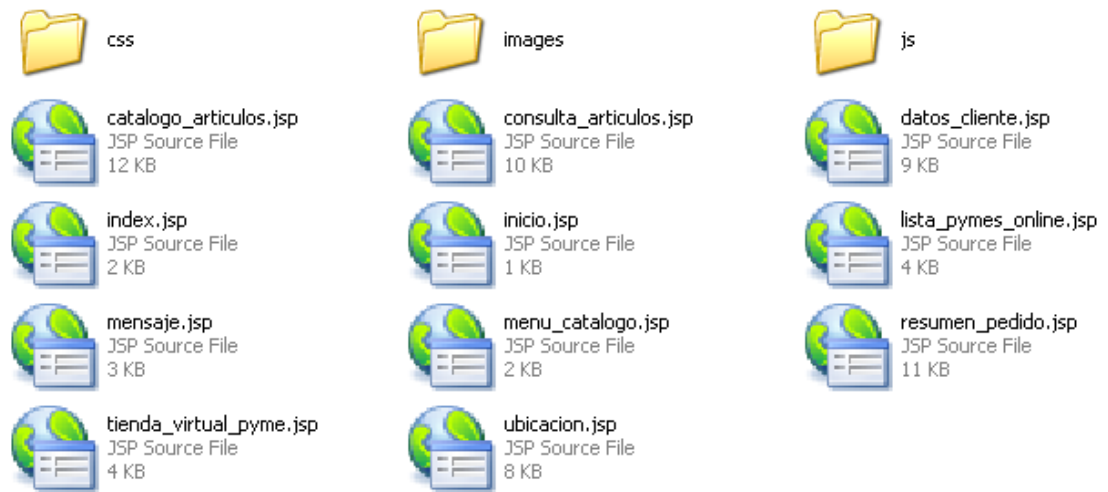 css
images
js
catalogo_articulos.jsp
JSP Source File
12 KB
consulta_articulos.jsp
JSP Source File
10 KB
datos_cliente.jsp
JSP Source File
9 KB
index.jsp
JSP Source File
2 KB
inicio.jsp
JSP Source File
1 KB
lista_pymes_online.jsp
JSP Source File
4 KB
mensaje.jsp
JSP Source File
3 KB
menu_catalogo.jsp
JSP Source File
2 KB
resumen_pedido.jsp
JSP Source File
11 KB
tienda_virtual_pyme.jsp
JSP Source File
4 KB
ubicacion.jsp
JSP Source File
8 KB